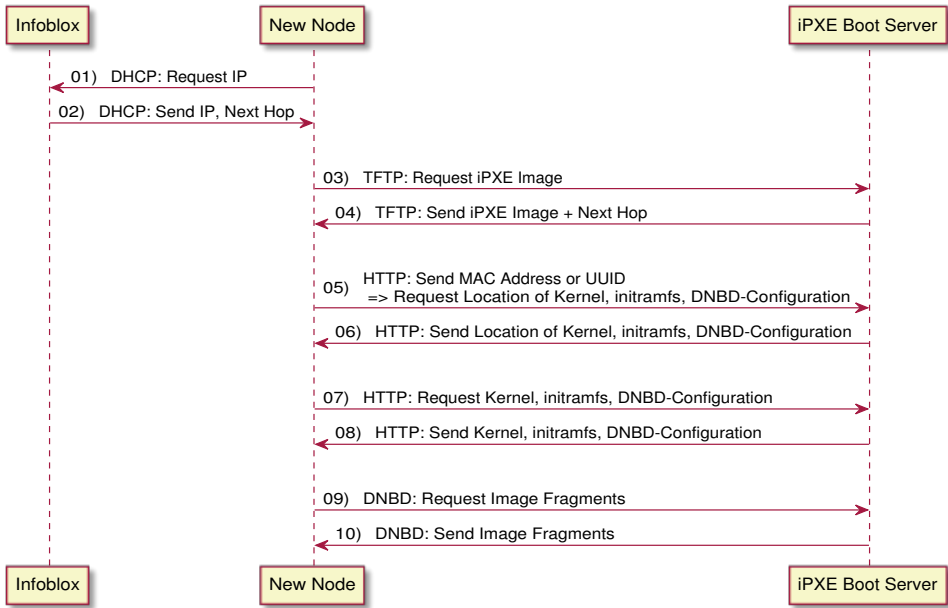 Infoblox
New Node
iPXE Boot Server
01) DHCP: Request IP
02) DHCP: Send IP, Next Hop
03) TFTP: Request iPXE Image
04) TFTP: Send iPXE Image + Next Hop
05) HTTP: Send MAC Address or UUID
=> Request Location of Kernel, initramfs, DNBD-Configuration
06) HTTP: Send Location of Kernel, initramfs, DNBD-Configuration
07) HTTP: Request Kernel, initramfs, DNBD-Configuration
08) HTTP: Send Kernel, initramfs, DNBD-Configuration
09) DNBD: Request Image Fragments
10) DNBD: Send Image Fragments
Infoblox
New Node
iPXE Boot Server